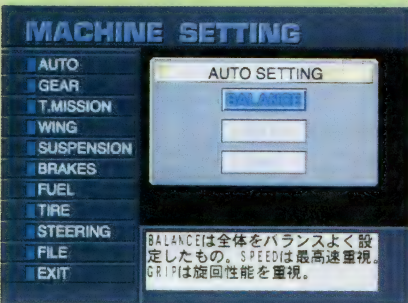 MACHINE SETTING
AUTO
GEAR
T.MISSION
WING
SUSPENSION
BRAKES
FUEL
TIRE
STEERING
FILE
EXIT
AUTO SETTING
BALANCE
BALANCEは全体をバランスよく設
定したもの。SPEEDは最高速重視。
GRIPは旋回性能を重視。